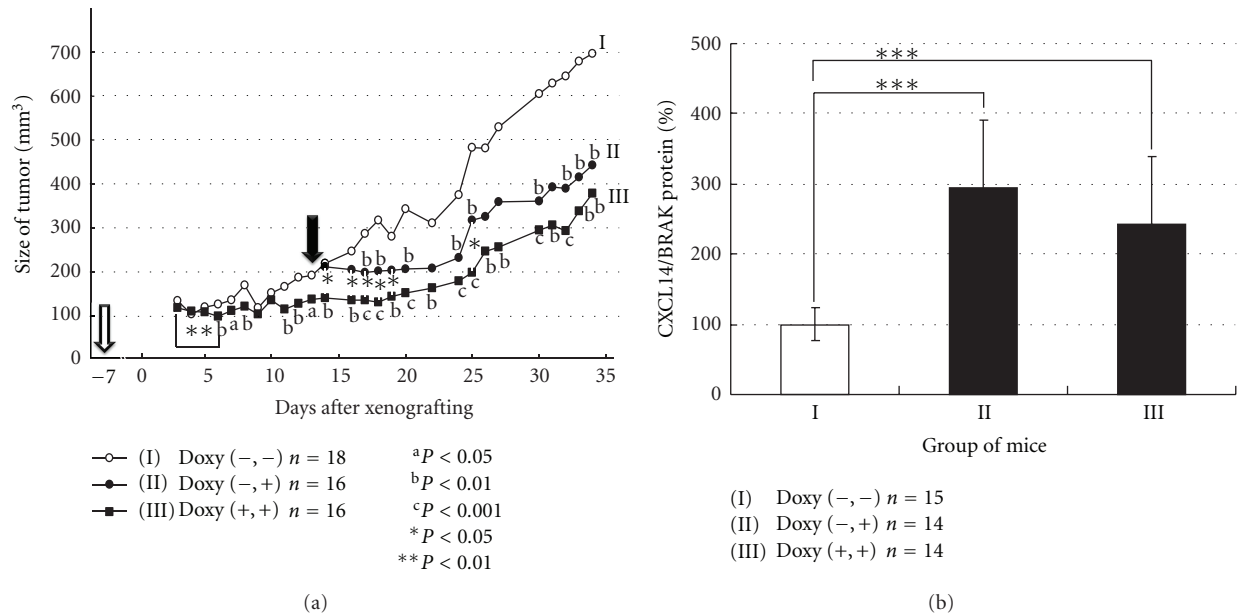 700
600
500
400
300
200
100
0
Size of tumor (mm³)
−7 0 5 10 15 20 25 30 35
Days after xenografting
I
II
III
b b b b b b b b b b
* * * * * *
** b a b b b a b b c c b c b c c b b c b c b b
(I) Doxy (−, −) n = 18
(II) Doxy (−, +) n = 16
(III) Doxy (+, +) n = 16
ᵃP < 0.05
ᵇP < 0.01
ᶜP < 0.001
*P < 0.05
**P < 0.01
(a)
500
400
300
200
100
0
CXCL14/BRAK protein (%)
***
***
I II III
Group of mice
(I) Doxy (−, −) n = 15
(II) Doxy (−, +) n = 14
(III) Doxy (+, +) n = 14
(b)